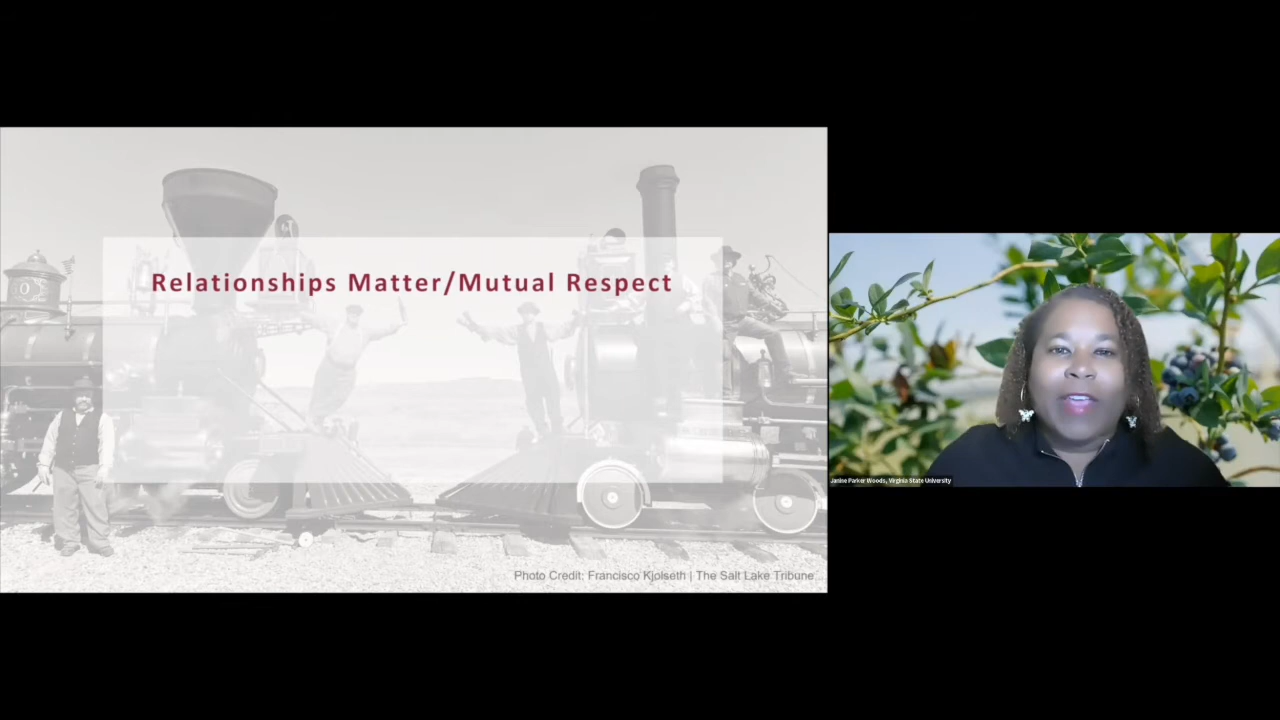 Relationships Matter/Mutual Respect
Photo Credit: Francisco Kjolseth | The Salt Lake Tribune
Janine Parker Woods, Virginia State University